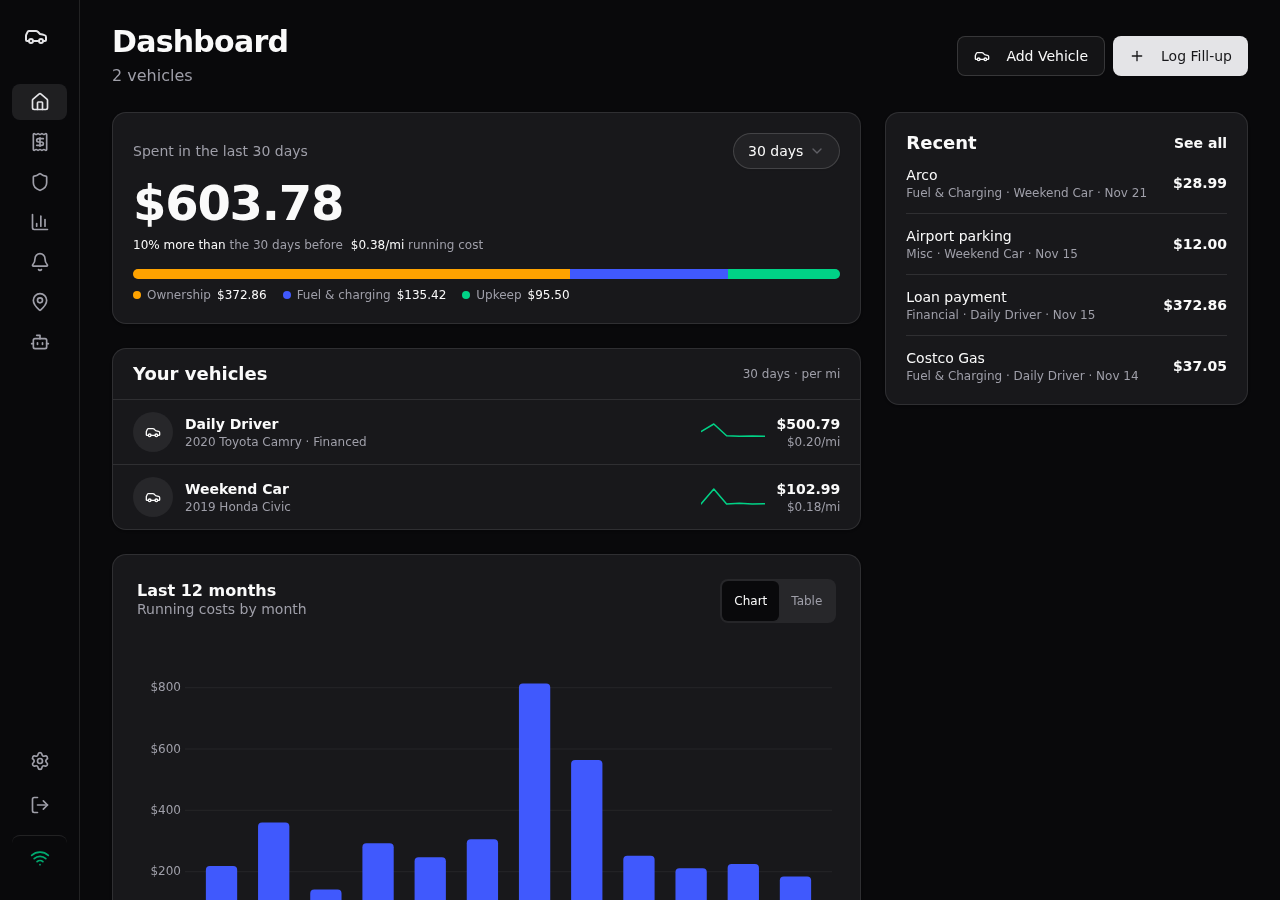 Dashboard
2 vehicles
Add Vehicle
Log Fill-up
Spent in the last 30 days
30 days
$603.78
10% more than the 30 days before $0.38/mi running cost
Ownership $372.86 Fuel & charging $135.42 Upkeep $95.50
Your vehicles
30 days · per mi
Daily Driver
2020 Toyota Camry · Financed
$500.79
$0.20/mi
Weekend Car
2019 Honda Civic
$102.99
$0.18/mi
Last 12 months
Running costs by month
Chart
Table
$800
$600
$400
$200
Recent
See all
Arco
Fuel & Charging · Weekend Car · Nov 21
$28.99
Airport parking
Misc · Weekend Car · Nov 15
$12.00
Loan payment
Financial · Daily Driver · Nov 15
$372.86
Costco Gas
Fuel & Charging · Daily Driver · Nov 14
$37.05